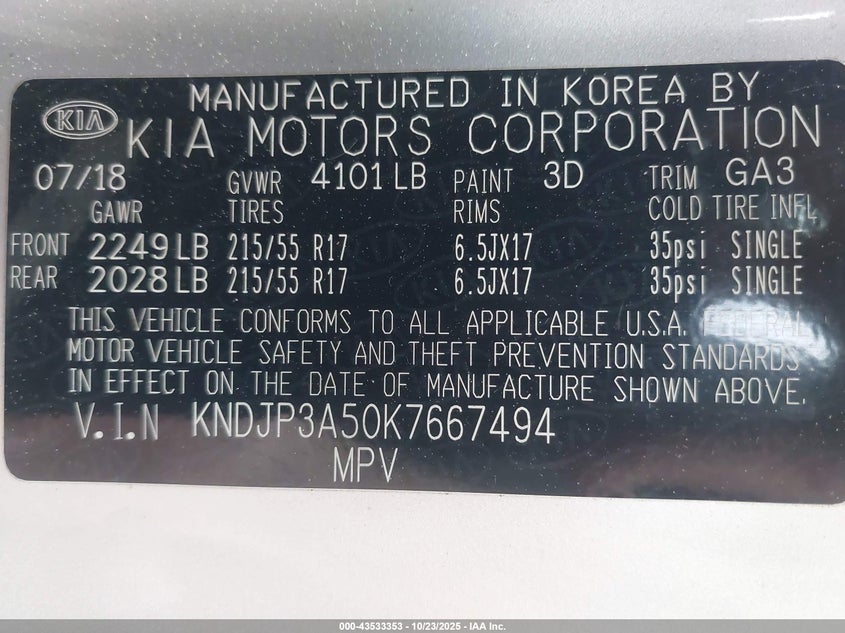 MANUFACTURED IN KOREA BY
KIA KIA MOTORS CORPORATION
07/18 GVWR 4101 LB PAINT 3D TRIM GA3
GAWR TIRES RIMS COLD TIRE INFL
FRONT 2249 LB 215/55 R17 6.5JX17 35psi SINGLE
REAR 2028 LB 215/55 R17 6.5JX17 35psi SINGLE
THIS VEHICLE CONFORMS TO ALL APPLICABLE U.S.A. FEDERAL
MOTOR VEHICLE SAFETY AND THEFT PREVENTION STANDARDS
IN EFFECT ON THE DATE OF MANUFACTURE SHOWN ABOVE.
V.I.N KNDJP3A50K7667494
MPV
000-43533353 - 10/23/2025 - IAA Inc.